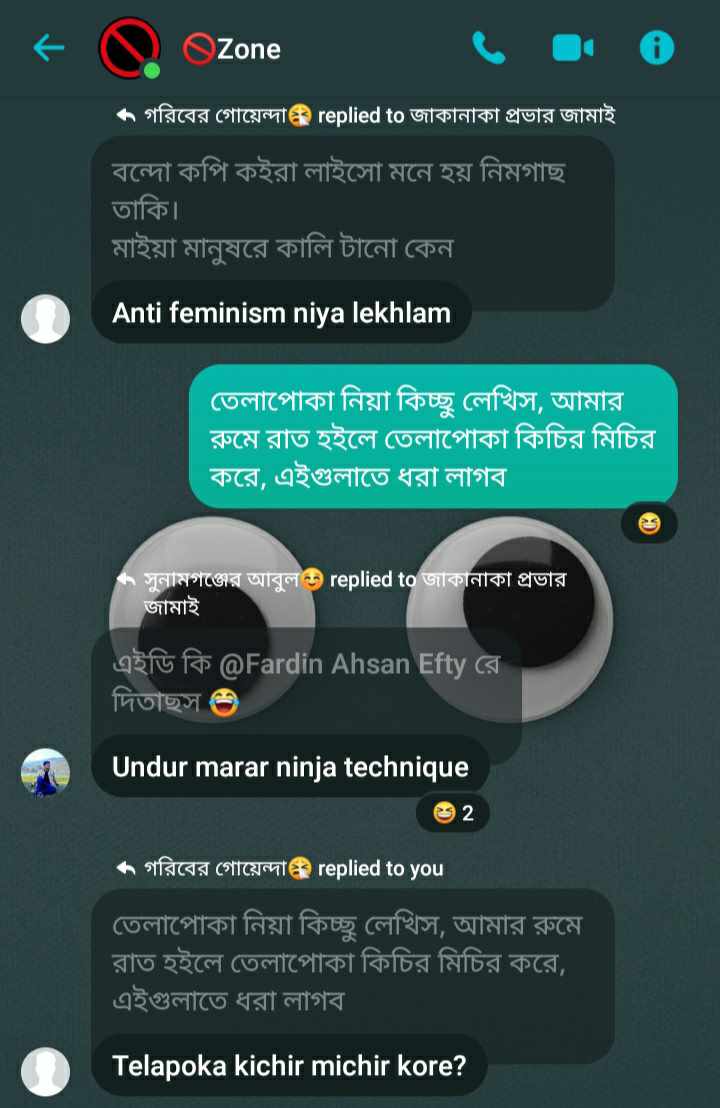 🚫Zone
গরিবের গোয়েন্দা😤 replied to জাকানাকা প্রভার জামাই
বন্দো কপি কইরা লাইসো মনে হয় নিমগাছ
তাকি।
মাইয়া মানুষরে কালি টানো কেন
Anti feminism niya lekhlam
তেলাপোকা নিয়া কিচ্ছু লেখিস, আমার
রুমে রাত হইলে তেলাপোকা কিচির মিচির
করে, এইগুলাতে ধরা লাগব
😆
সুনামগঞ্জের আবুল☺️ replied to জাকানাকা প্রভার
জামাই
এইডি কি @Fardin Ahsan Efty রে
দিতাছস 😂
Undur marar ninja technique
😆 2
গরিবের গোয়েন্দা😤 replied to you
তেলাপোকা নিয়া কিচ্ছু লেখিস, আমার রুমে
রাত হইলে তেলাপোকা কিচির মিচির করে,
এইগুলাতে ধরা লাগব
Telapoka kichir michir kore?